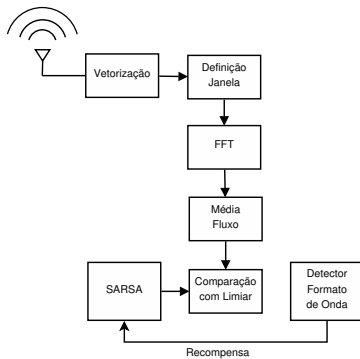 Vetorização
Definição
Janela
FFT
Média
Fluxo
SARSA
Comparação
com Limiar
Detector
Formato
de Onda
Recompensa